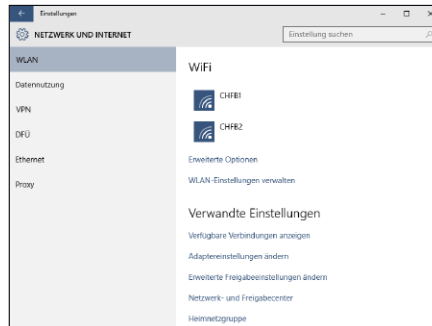 Einstellungen
NETZWERK UND INTERNET
Einstellung suchen
WLAN
Datennutzung
VPN
DFÜ
Ethernet
Proxy
WiFi
CHFB1
CHFB2
Erweiterte Optionen
WLAN-Einstellungen verwalten
Verwandte Einstellungen
Verfügbare Verbindungen anzeigen
Adaptereinstellungen ändern
Erweiterte Freigabeeinstellungen ändern
Netzwerk- und Freigabecenter
Heimnetzgruppe